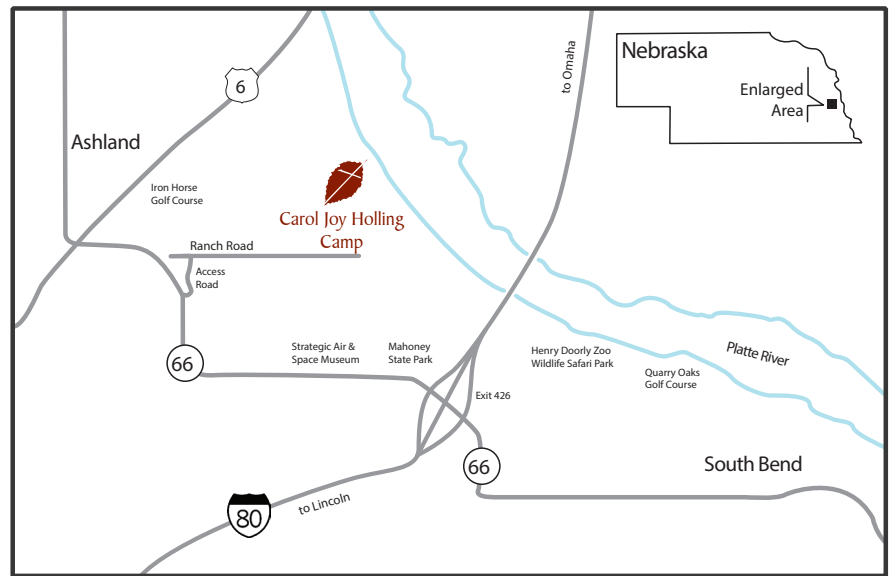 6
to Omaha
Nebraska
Enlarged
Area
Ashland
Iron Horse
Golf Course
Carol Joy Holling
Camp
Ranch Road
Access
Road
66
Strategic Air &
Space Museum
Mahoney
State Park
Henry Doorly Zoo
Wildlife Safari Park
Platte River
Quarry Oaks
Golf Course
Exit 426
66
South Bend
to Lincoln
80